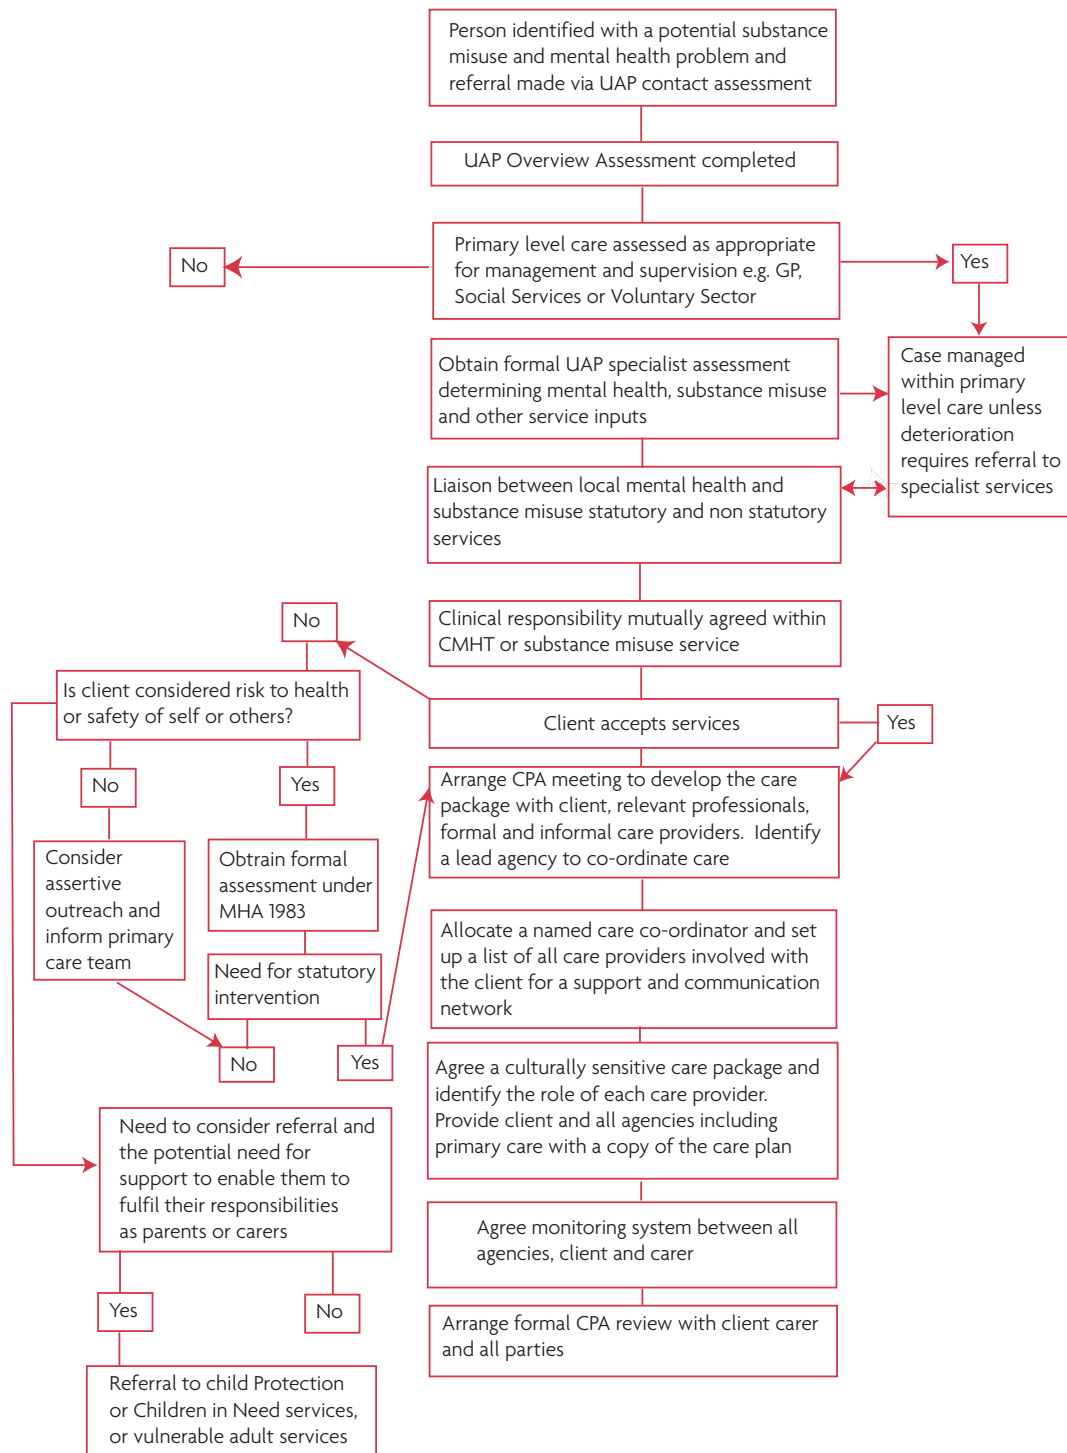 Person identified with a potential substance
misuse and mental health problem and
referral made via UAP contact assessment
UAP Overview Assessment completed
No
Primary level care assessed as appropriate
for management and supervision e.g. GP,
Social Services or Voluntary Sector
Yes
Obtain formal UAP specialist assessment
determining mental health, substance misuse
and other service inputs
Case managed
within primary
level care unless
deterioration
requires referral to
specialist services
Liaison between local mental health and
substance misuse statutory and non statutory
services
Clinical responsibility mutually agreed within
CMHT or substance misuse service
No
Is client considered risk to health
or safety of self or others?
Client accepts services
Yes
No
Yes
Arrange CPA meeting to develop the care
package with client, relevant professionals,
formal and informal care providers. Identify
a lead agency to co-ordinate care
Consider
assertive
outreach and
inform primary
care team
Obtrain formal
assessment under
MHA 1983
Need for statutory
intervention
No
Yes
Allocate a named care co-ordinator and set
up a list of all care providers involved with
the client for a support and communication
network
Agree a culturally sensitive care package and
identify the role of each care provider.
Provide client and all agencies including
primary care with a copy of the care plan
Need to consider referral and
the potential need for
support to enable them to
fulfil their responsibilities
as parents or carers
Agree monitoring system between all
agencies, client and carer
Yes
No
Arrange formal CPA review with client carer
and all parties
Referral to child Protection
or Children in Need services,
or vulnerable adult services